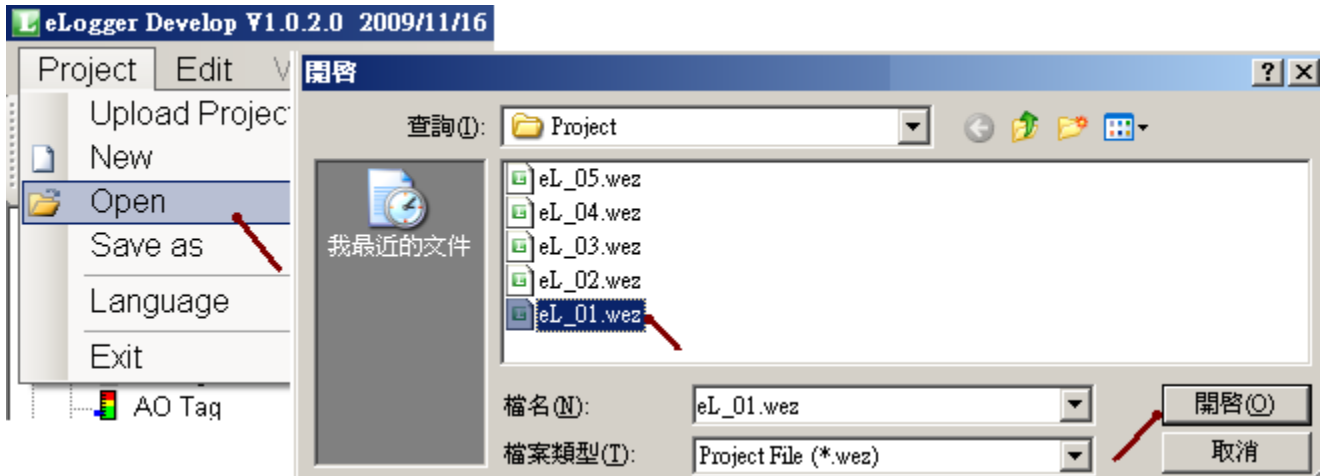 eLogger Develop V1.0.2.0 2009/11/16
Project Edit V
Upload Project
New
Open
Save as
Language
Exit
AO Tag
開啓
查詢(I): Project
我最近的文件
eL_05.wez
eL_04.wez
eL_03.wez
eL_02.wez
eL_01.wez
檔名(N): eL_01.wez 開啓(O)
檔案類型(T): Project File (*.wez) 取消